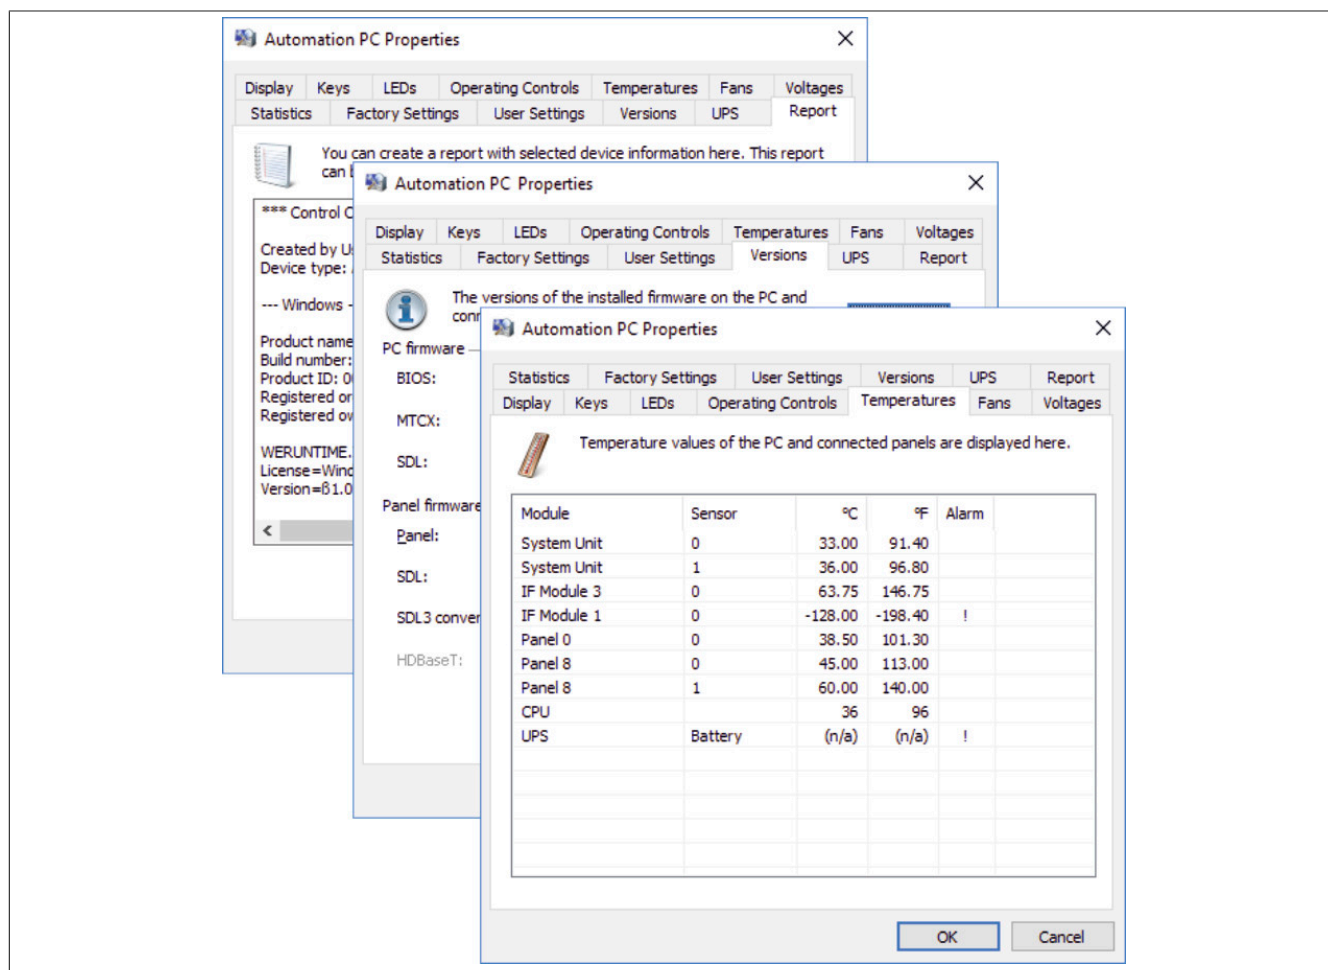 Automation PC Properties
Display Keys LEDs Operating Controls Temperatures Fans Voltages
Statistics Factory Settings User Settings Versions UPS Report
You can create a report with selected device information here. This report
can
*** Control
Created by
Device type:
--- Windows -
Product name
Build number:
Product ID:
Registered
Registered
WERUNTIME.
License=
Version=ß1.0
Automation PC Properties
Display Keys LEDs Operating Controls Temperatures Fans Voltages
Statistics Factory Settings User Settings Versions UPS Report
The versions of the installed firmware on the PC and
PC firmware
BIOS:
MTCX:
SDL:
Panel firmware
Panel:
SDL:
SDL3
HDBaseT:
Automation PC Properties
Statistics Factory Settings User Settings Versions UPS Report
Display Keys LEDs Operating Controls Temperatures Fans Voltages
Temperature values of the PC and connected panels are displayed here.
Module Sensor °C °F Alarm
System Unit 0 33.00 91.40
System Unit 1 36.00 96.80
IF Module 3 0 63.75 146.75
IF Module 1 0 -128.00 -198.40 !
Panel 0 0 38.50 101.30
Panel 8 0 45.00 113.00
Panel 8 1 60.00 140.00
CPU 36 96
UPS Battery (n/a) (n/a) !
OK Cancel